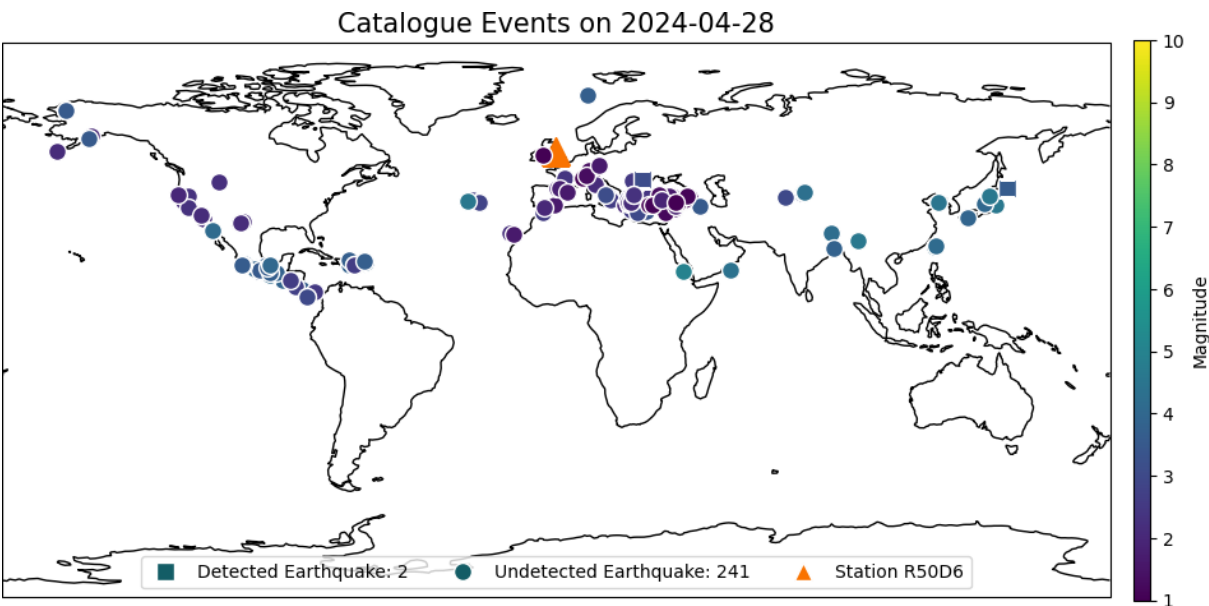 Catalogue Events on 2024-04-28
10
9
8
7
6
5
4
3
2
1
Magnitude
Detected Earthquake: 2
Undetected Earthquake: 241
Station R50D6